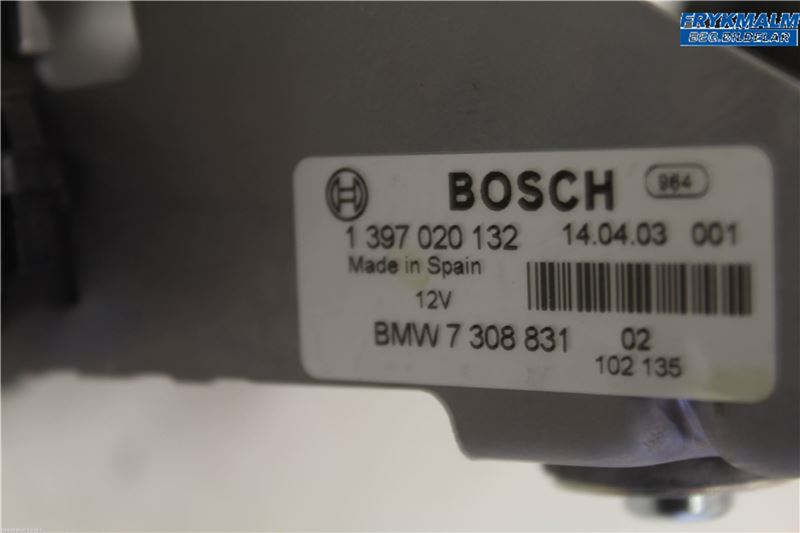 FRYKMALM
BEG.BILDELAR
BOSCH 964
1 397 020 132 14.04.03 001
Made in Spain
12V
BMW 7 308 831 02
102 135